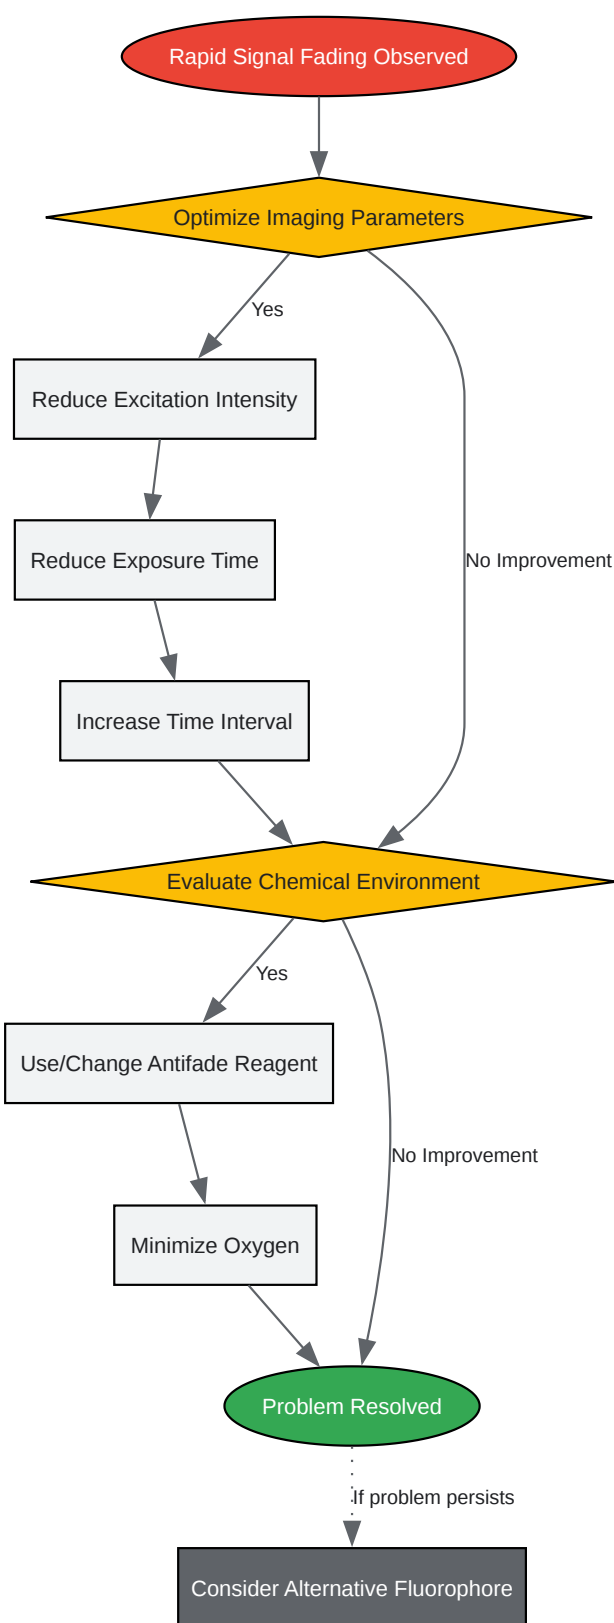 Rapid Signal Fading Observed
Optimize Imaging Parameters
Yes
Reduce Excitation Intensity
Reduce Exposure Time
No Improvement
Increase Time Interval
Evaluate Chemical Environment
Yes
Use/Change Antifade Reagent
No Improvement
Minimize Oxygen
Problem Resolved
If problem persists
Consider Alternative Fluorophore